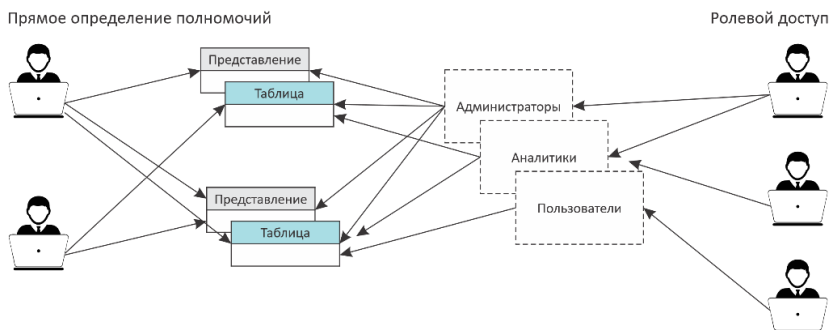 Прямое определение полномочий
Ролевой доступ
Представление
Таблица
Администраторы
Аналитики
Представление
Пользователи
Таблица